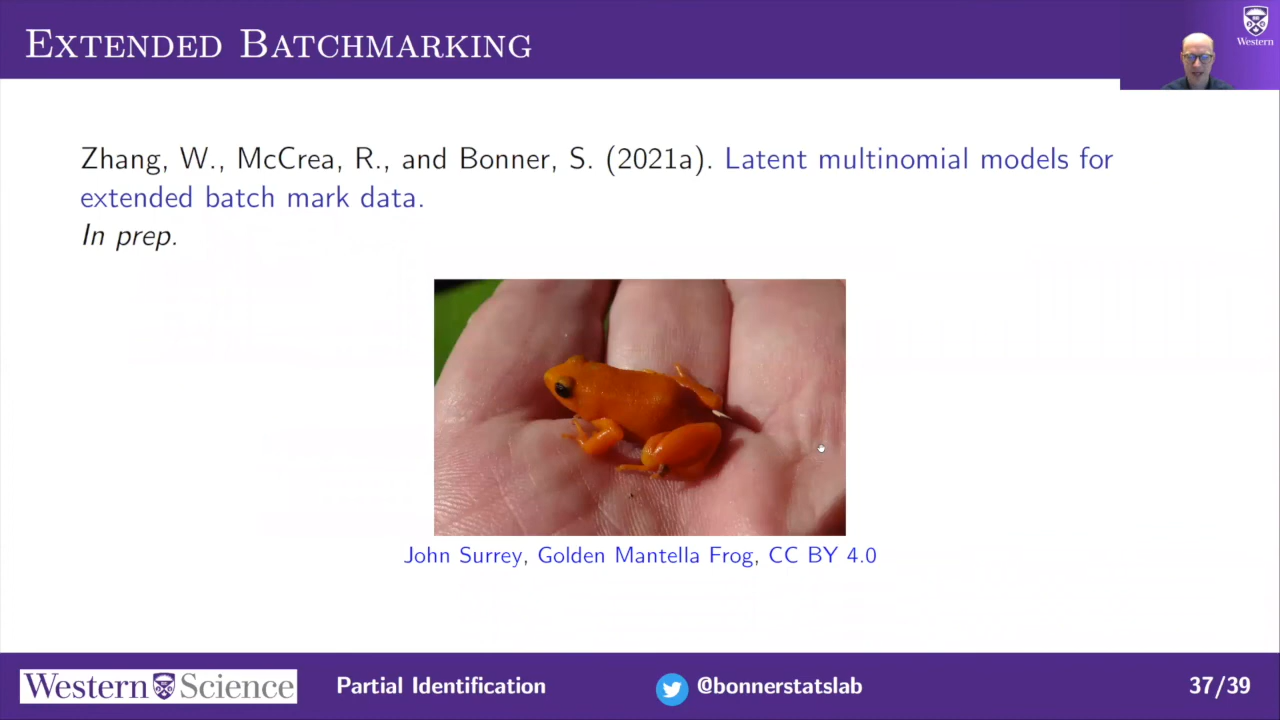 Extended Batchmarking
Western
Zhang, W., McCrea, R., and Bonner, S. (2021a). Latent multinomial models for
extended batch mark data.
In prep.
John Surrey, Golden Mantella Frog, CC BY 4.0
Western Science
Partial Identification
@bonnerstatslab
37/39